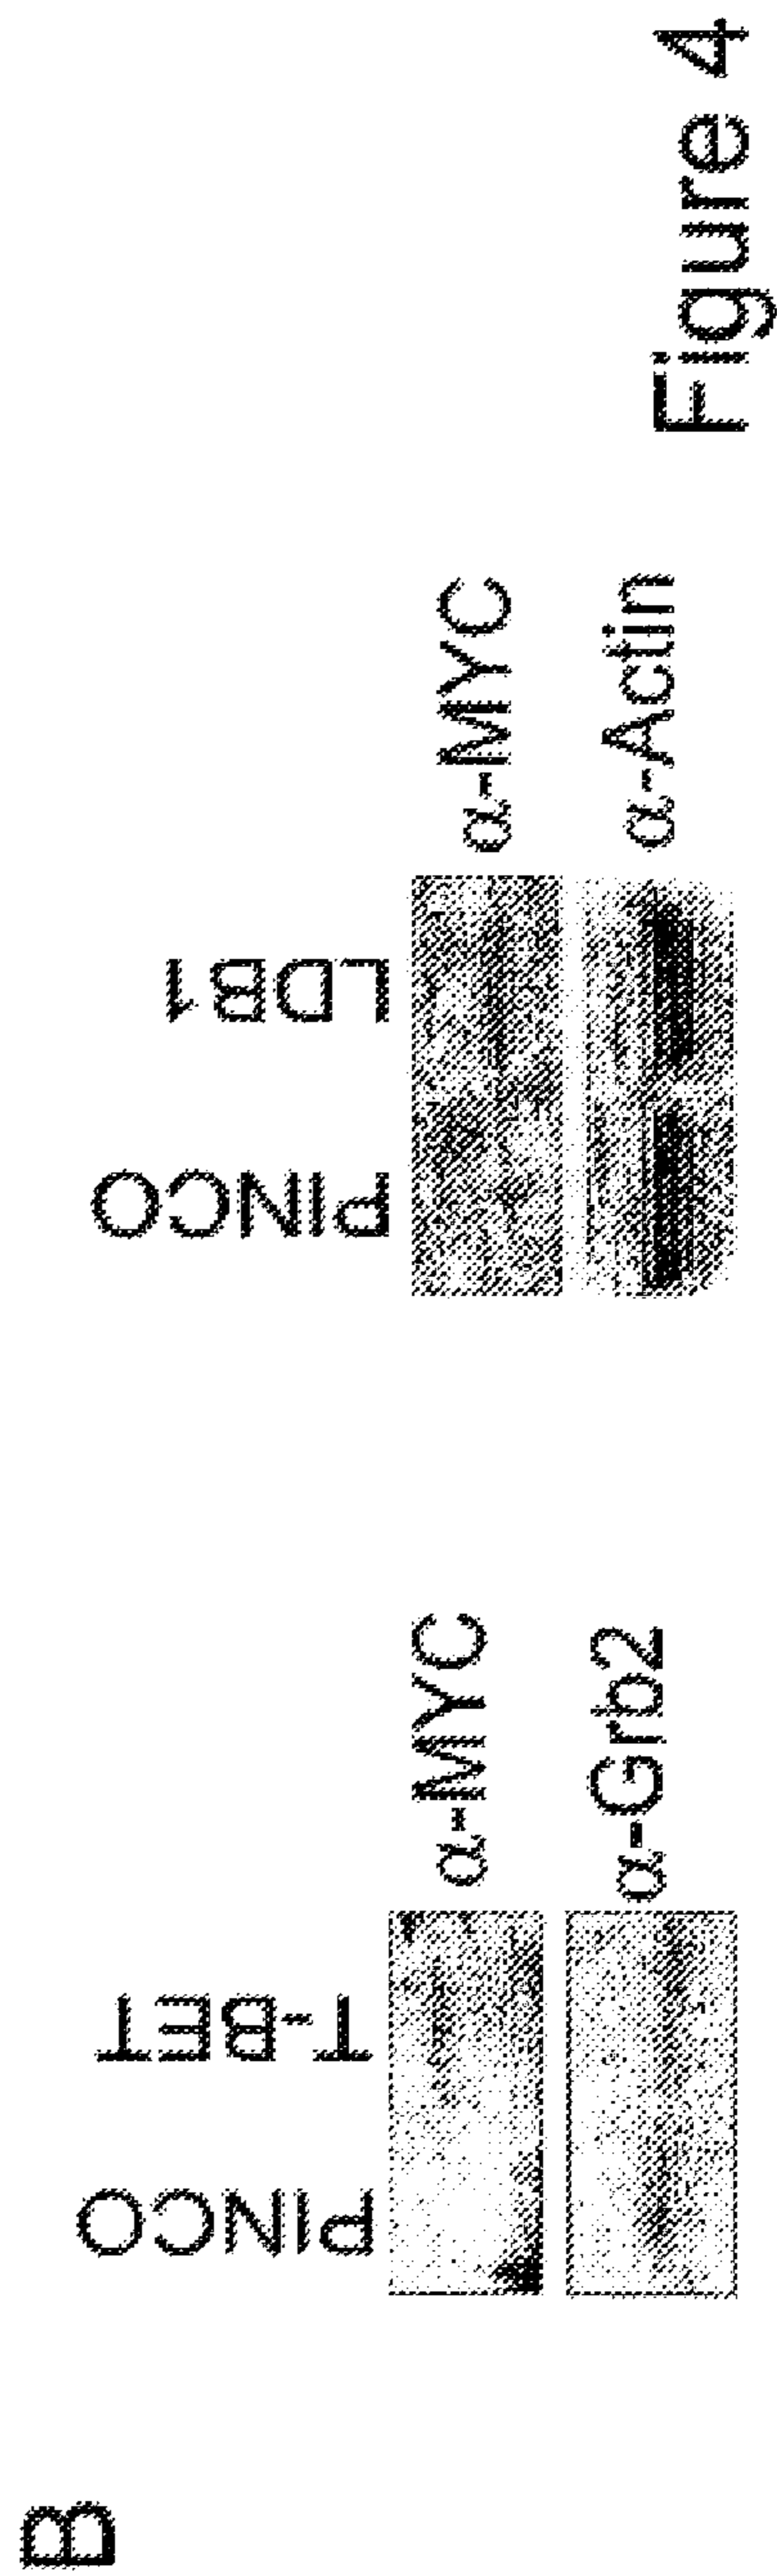 B
PINCO
T-BET
α-MYC
α-Grb2
PINCO
LDB1
α-MYC
α-Actin
Figure 4